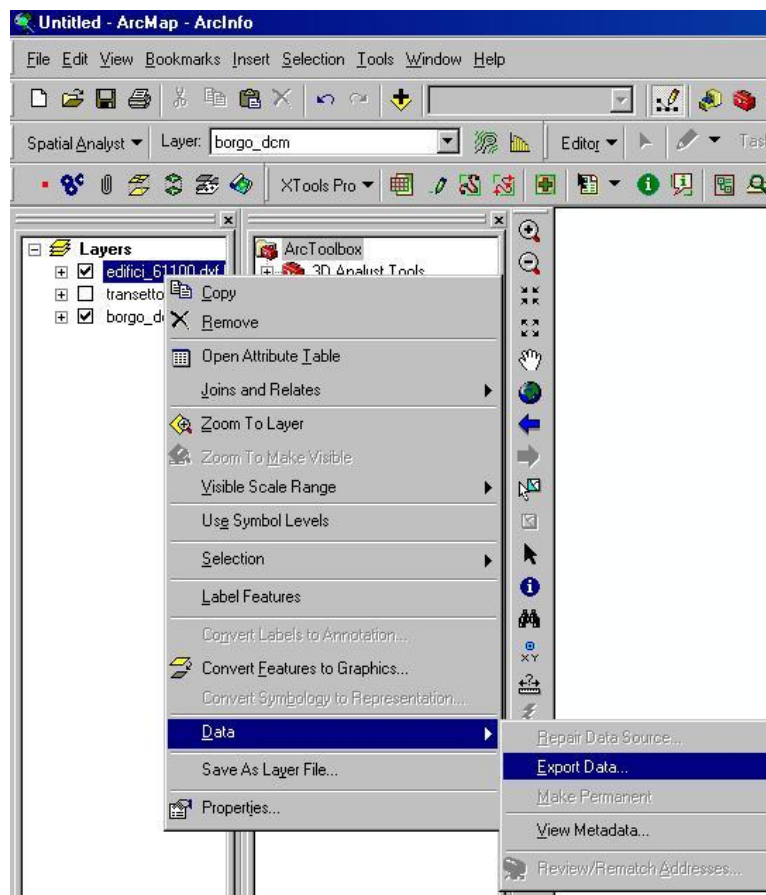 Untitled - ArcMap - ArcInfo
File Edit View Bookmarks Insert Selection Tools Window Help
Spatial Analyst Layer: borgo_dcm Editor
XTools Pro
Layers
edifici_61100.dxf
transetto
borgo_d
ArcToolbox
3D Analyst Tools
Copy
Remove
Open Attribute Table
Joins and Relates
Zoom To Layer
Zoom To Make Visible
Visible Scale Range
Use Symbol Levels
Selection
Label Features
Convert Labels to Annotation...
Convert Features to Graphics...
Convert Symbology to Representation...
Data
Save As Layer File...
Properties...
XY
Repair Data Source...
Export Data...
Make Permanent
View Metadata...
Review/Rematch Addresses...